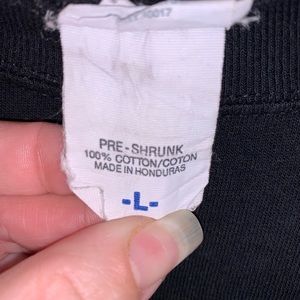 PRE-SHRUNK
100% COTTON/COTON
MADE IN HONDURAS
-L-